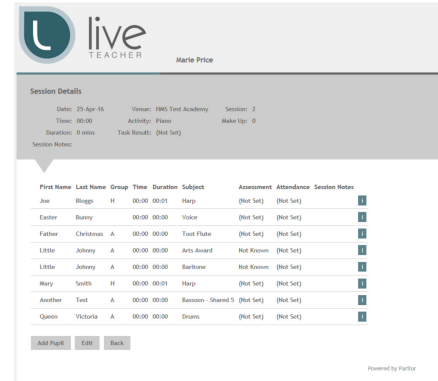 live
TEACHER
Marie Price
Session Details
Date: 25-Apr-16 Venue: HMS Test Academy Session: 2
Time: 00:00 Activity: Piano Make Up: 0
Duration: 0 mins Task Result: (Not Set)
Session Notes:
First Name Last Name Group Time Duration Subject Assessment Attendance Session Notes
Joe Bloggs H 00:00 00:01 Harp (Not Set) (Not Set) i
Easter Bunny 00:00 00:00 Voice (Not Set) (Not Set) i
Father Christmas A 00:00 00:00 Toot Flute (Not Set) (Not Set) i
Little Johnny A 00:00 00:00 Arts Award Not Known (Not Set) i
Little Johnny A 00:00 00:00 Baritone Not Known (Not Set) i
Mary Smith H 00:00 00:01 Harp (Not Set) (Not Set) i
Another Test A 00:00 00:00 Bassoon - Shared 5 (Not Set) (Not Set) i
Queen Victoria A 00:00 00:00 Drums (Not Set) (Not Set) i
Add Pupil Edit Back
Powered by Paritor